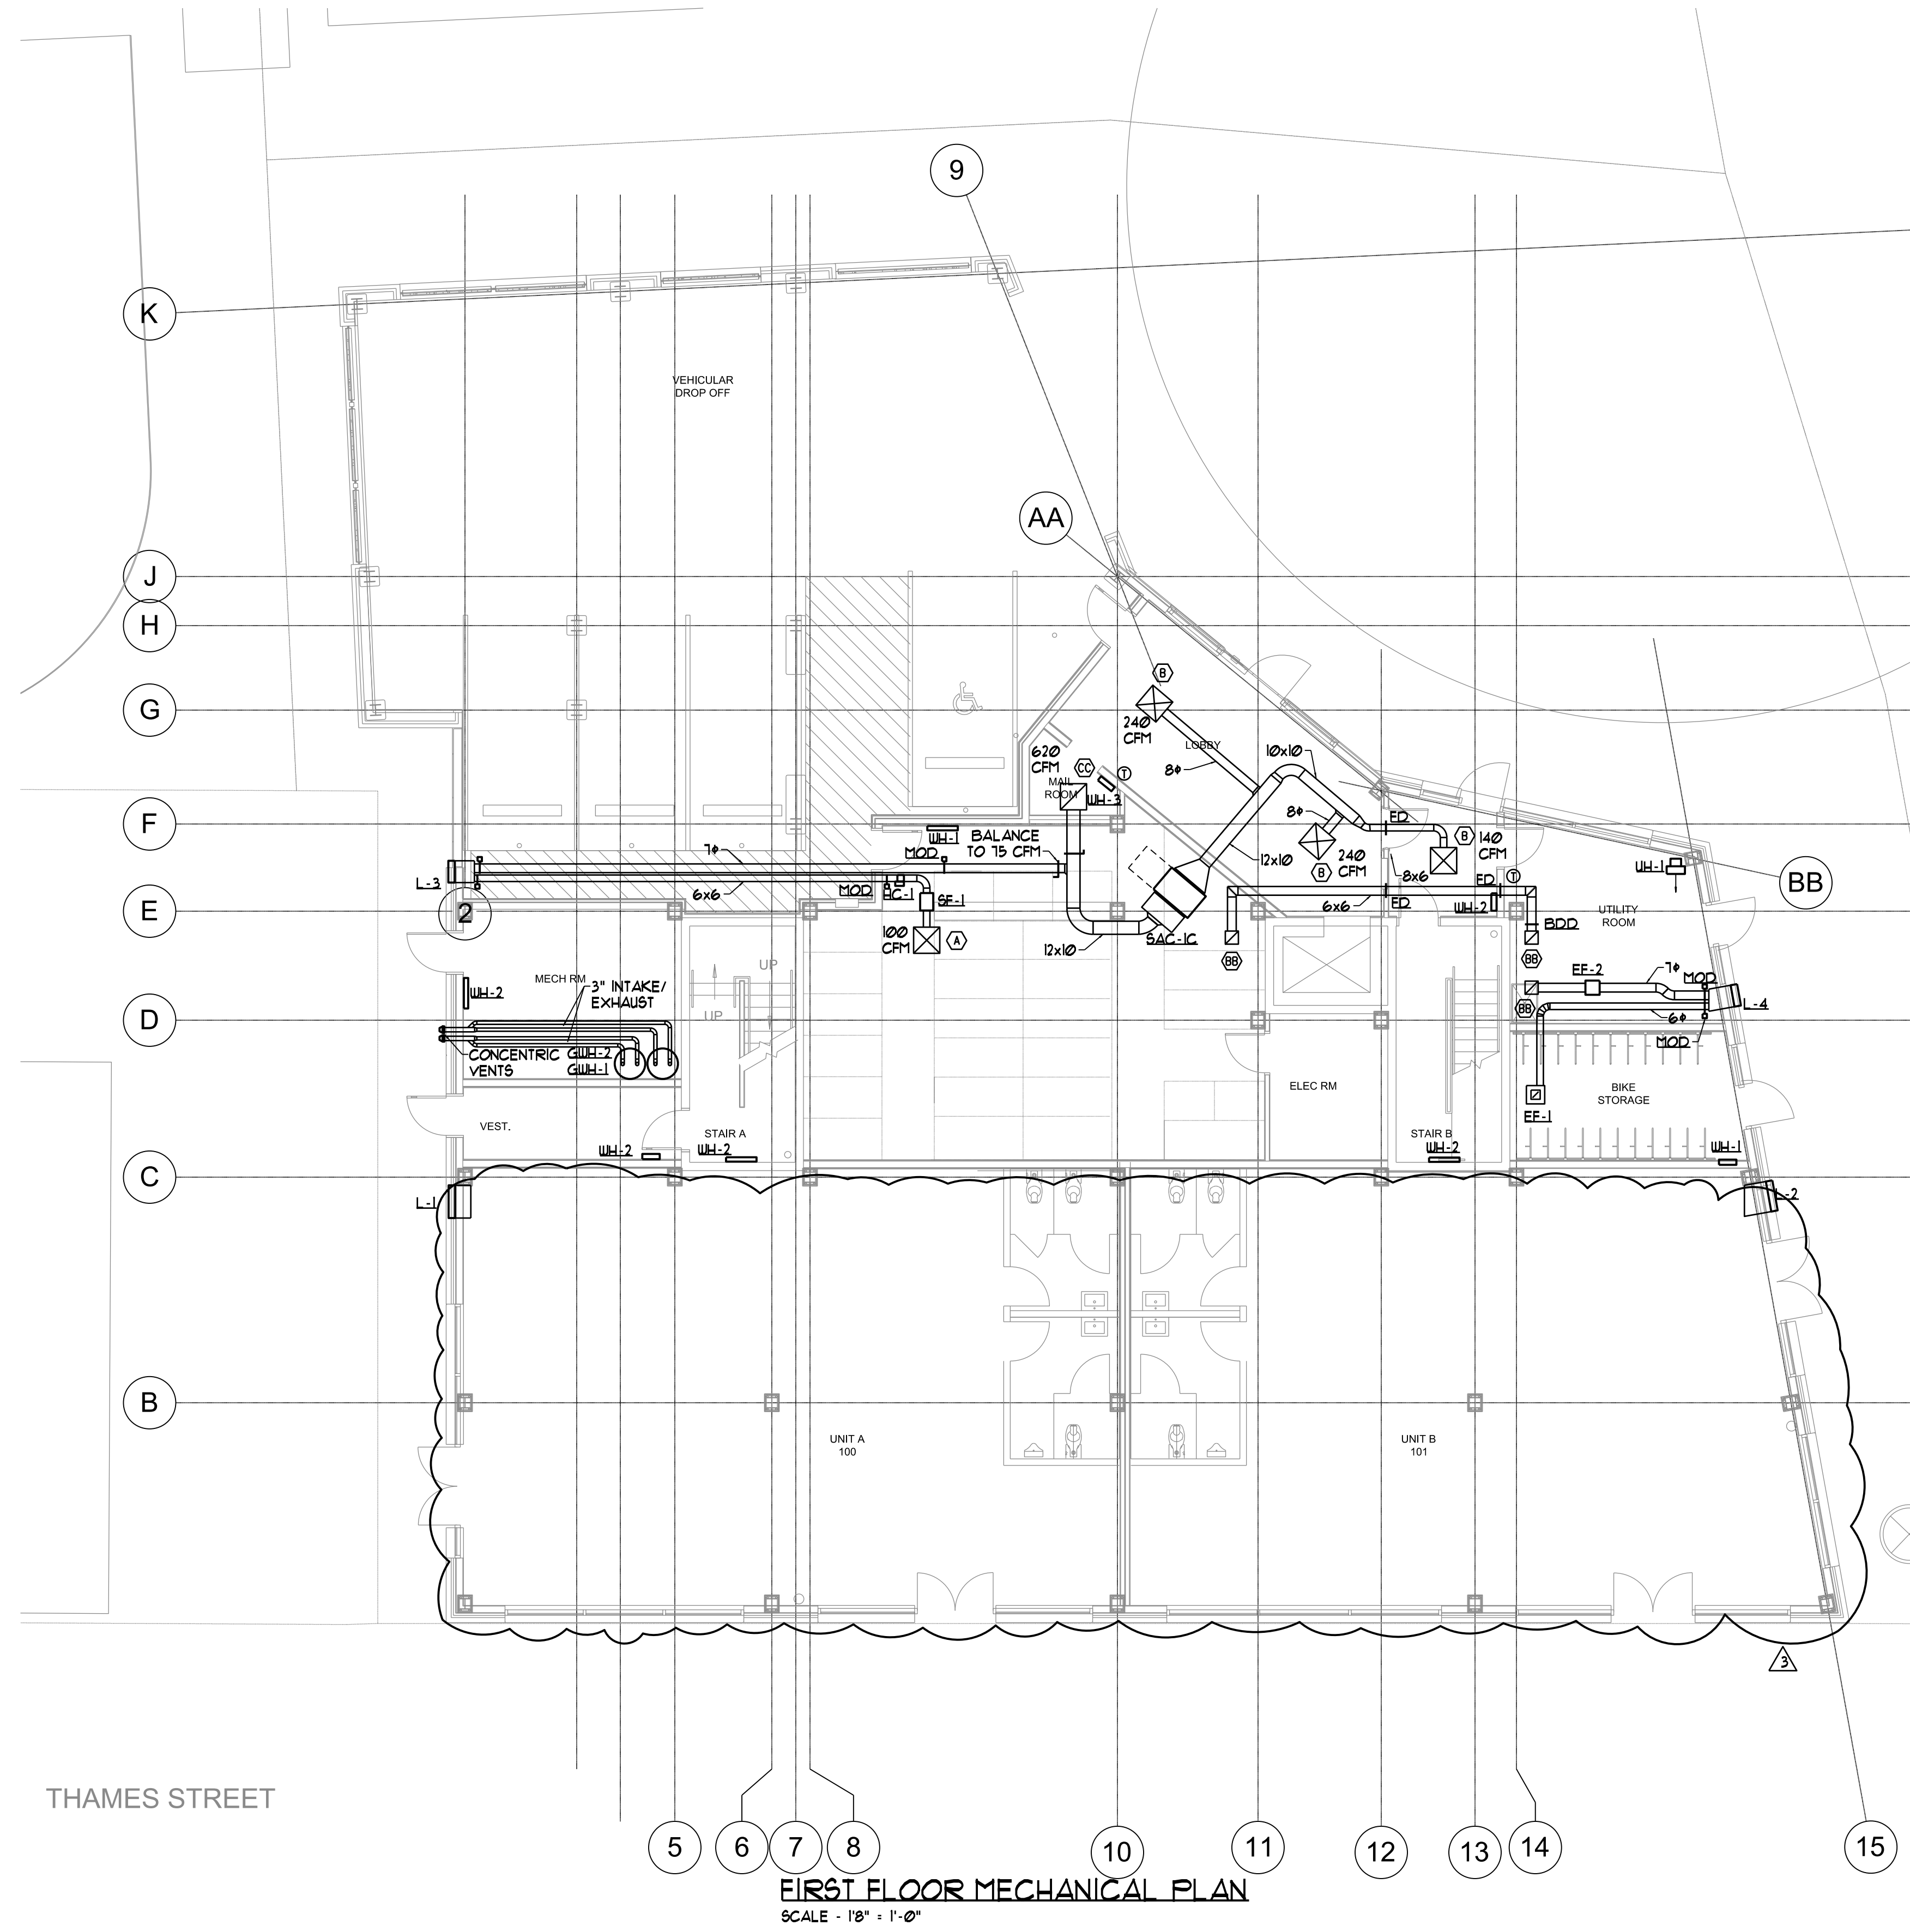 9
K
VEHICULAR
DROP OFF
AA
J
H
G
B
240
CFM
LOBBY
10x10
8Φ
620
CFM
CC
T
MAIL
ROOM
WH-3
F
8Φ
FD
WH-1
BALANCE
TO 75 CFM
B
140
CFM
7Φ
MOD
12x10
240
CFM
B
8x6
UH-1
L-3
BB
6x6
MOD
HC-1
SF-1
FD
T
E
2
6x6
FD
WH-2
UTILITY
ROOM
BDD
100
CFM
A
12x10
SAC-1C
BB
BB
UP
MECH RM
3" INTAKE/
EXHAUST
WH-2
EF-2
7Φ
MOD
UP
BB
L-4
D
6Φ
MOD
CONCENTRIC
VENTS
GWH-2
GWH-1
ELEC RM
BIKE
STORAGE
EF-1
VEST.
STAIR A
STAIR B
WH-2
WH-2
WH-2
WH-1
C
L-1
L-2
B
UNIT A
100
UNIT B
101
3
THAMES STREET
5
6
7
8
10
11
12
13
14
15
FIRST FLOOR MECHANICAL PLAN
SCALE - 1'8" = 1'-0"